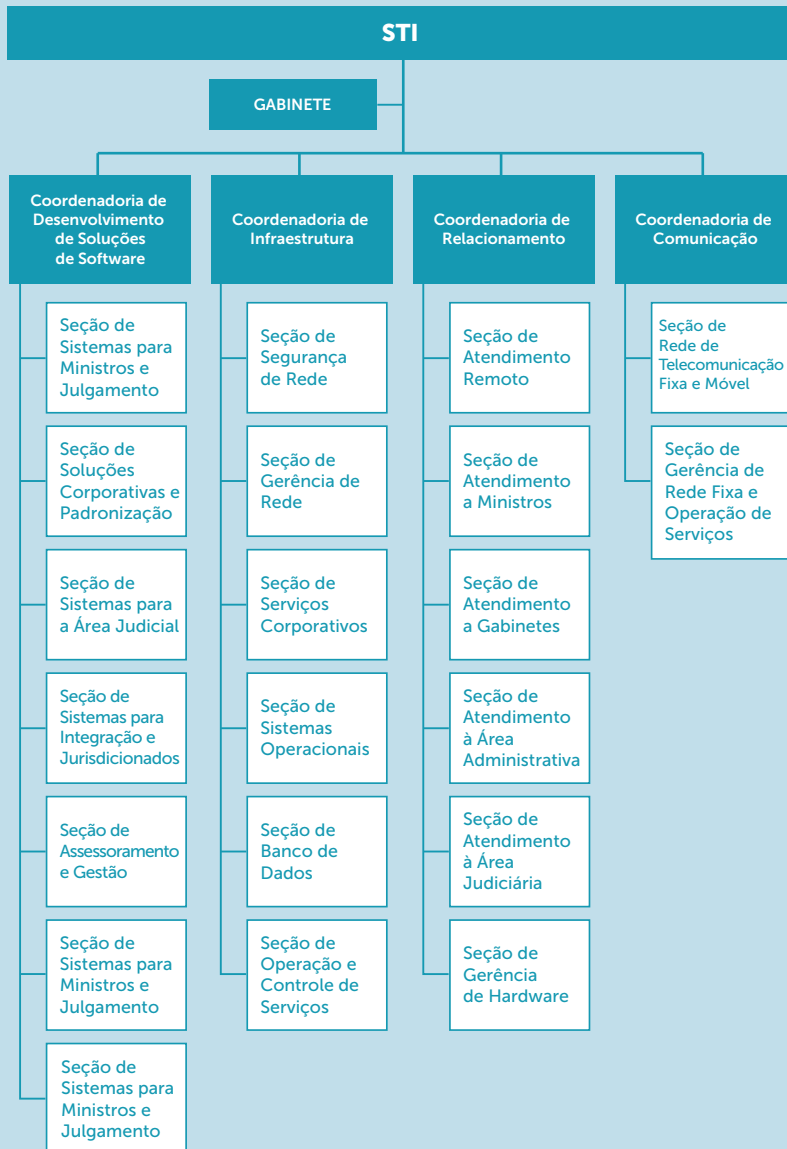 STI
GABINETE
Coordenadoria de
Desenvolvimento
de Soluções
de Software
Seção de
Sistemas para
Ministros e
Julgamento
Seção de
Soluções
Corporativas e
Padronização
Seção de
Sistemas para
a Área Judicial
Seção de
Sistemas para
Integração e
Jurisdicionados
Seção de
Assessoramento
e Gestão
Seção de
Sistemas para
Ministros e
Julgamento
Seção de
Sistemas para
Ministros e
Julgamento
Coordenadoria de
Infraestrutura
Seção de
Segurança
de Rede
Seção de
Gerência de
Rede
Seção de
Serviços
Corporativos
Seção de
Sistemas
Operacionais
Seção de
Banco de
Dados
Seção de
Operação e
Controle de
Serviços
Coordenadoria de
Relacionamento
Seção de
Atendimento
Remoto
Seção de
Atendimento
a Ministros
Seção de
Atendimento
a Gabinetes
Seção de
Atendimento
à Área
Administrativa
Seção de
Atendimento
à Área
Judiciária
Seção de
Gerência
de Hardware
Coordenadoria de
Comunicação
Seção de
Rede de
Telecomunicação
Fixa e Móvel
Seção de
Gerência de
Rede Fixa e
Operação de
Serviços